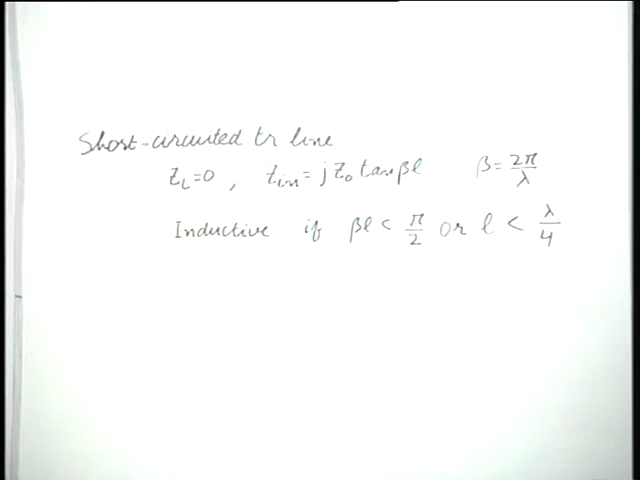 Short-circuited tr line
Z_L=0 , Z_in= j Z_0 tan βl β= 2π/λ
Inductive if βl < π/2 or l < λ/4